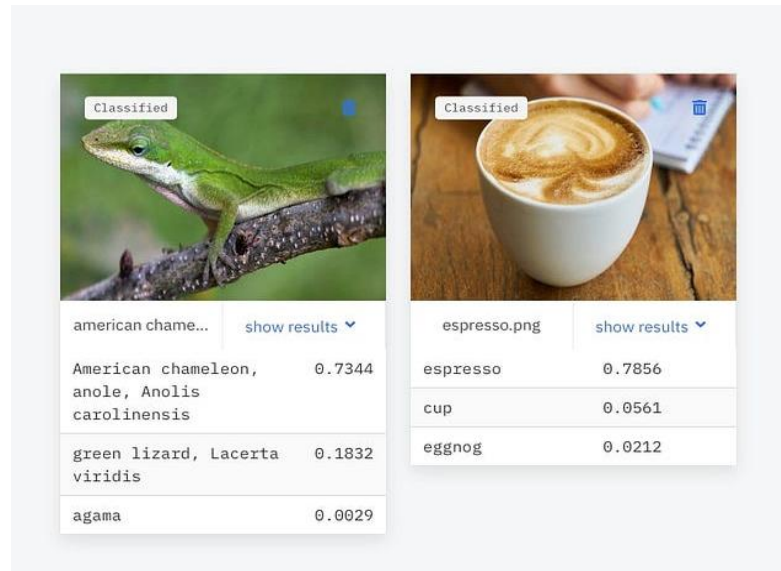 Classified
american chame...
show results
American chameleon,
anole, Anolis
carolinensis
0.7344
green lizard, Lacerta
viridis
0.1832
agama
0.0029
Classified
espresso.png
show results
espresso
0.7856
cup
0.0561
eggnog
0.0212